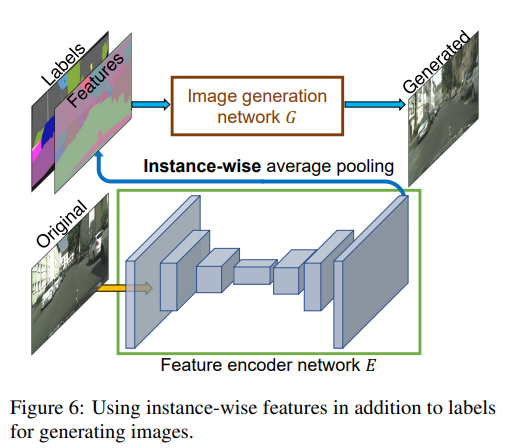 Labels
Features
Generated
Image generation
network G
Instance-wise average pooling
Original
Feature encoder network E
Figure 6: Using instance-wise features in addition to labels
for generating images.